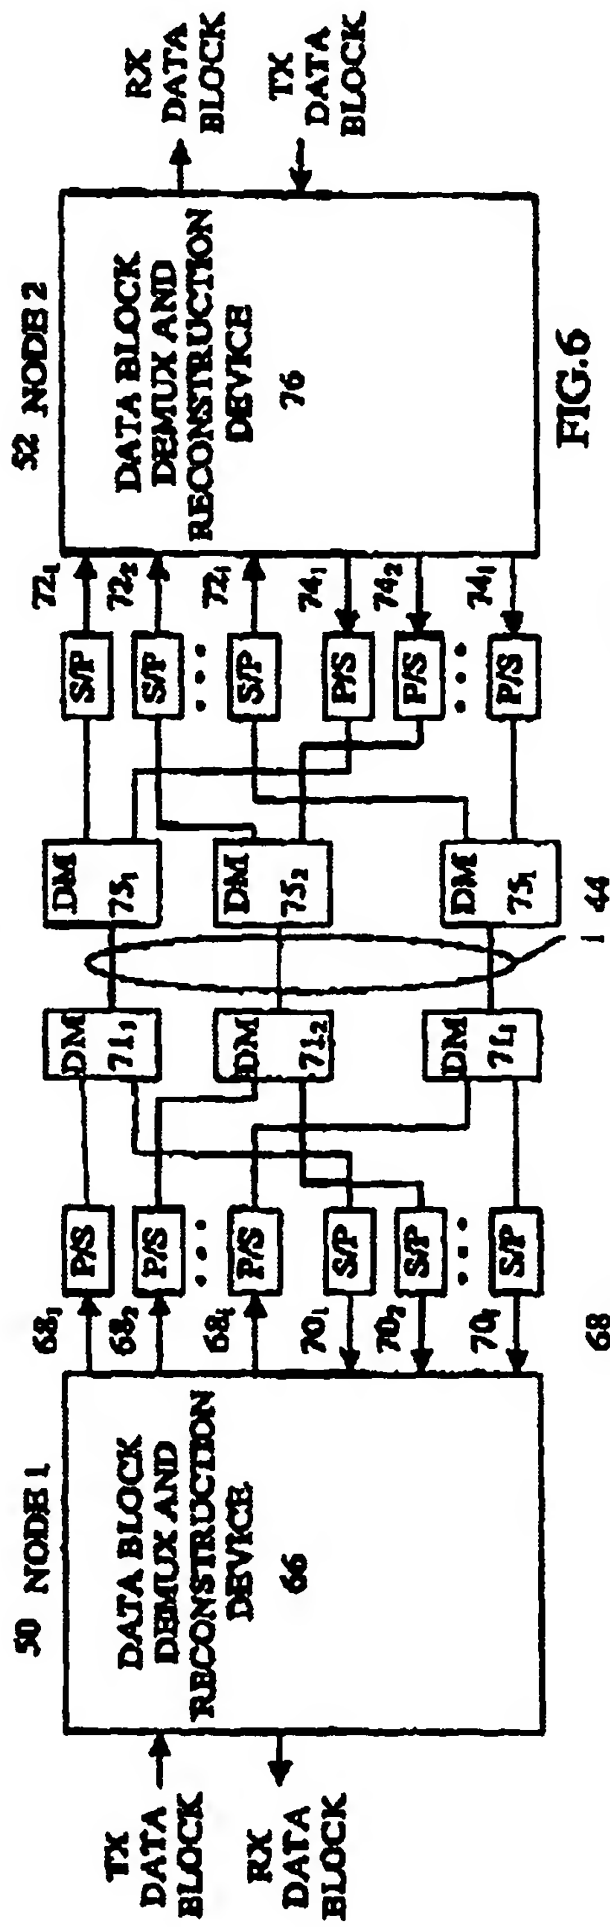 50 NODE 1
TX
DATA
BLOCK
RX
DATA
BLOCK
DATA BLOCK
DEMUX AND
RECONSTRUCTION
DEVICE
66
68₁
68₂
68ᵢ
70₁
70₂
70ᵢ
P/S
P/S
• • •
P/S
S/P
S/P
• • •
S/P
68
DM
71₁
DM
71₂
DM
71ᵢ
DM
75₁
DM
75₂
DM
75ᵢ
i 44
S/P
S/P
• • •
S/P
P/S
P/S
• • •
P/S
72₁
72₂
72ᵢ
74₁
74₂
74ᵢ
52 NODE 2
DATA BLOCK
DEMUX AND
RECONSTRUCTION
DEVICE
76
RX
DATA
BLOCK
TX
DATA
BLOCK
FIG.6